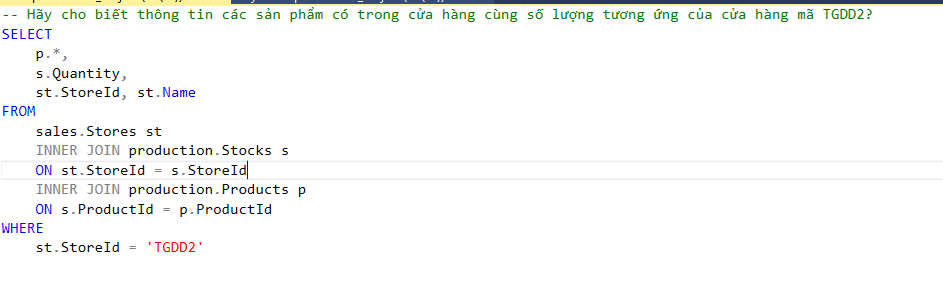 -- Hãy cho biết thông tin các sản phẩm có trong cửa hàng cùng số lượng tương ứng của cửa hàng mã TGDD2?
SELECT
p.*,
s.Quantity,
st.StoreId, st.Name
FROM
sales.Stores st
INNER JOIN production.Stocks s
ON st.StoreId = s.StoreId
INNER JOIN production.Products p
ON s.ProductId = p.ProductId
WHERE
st.StoreId = 'TGDD2'